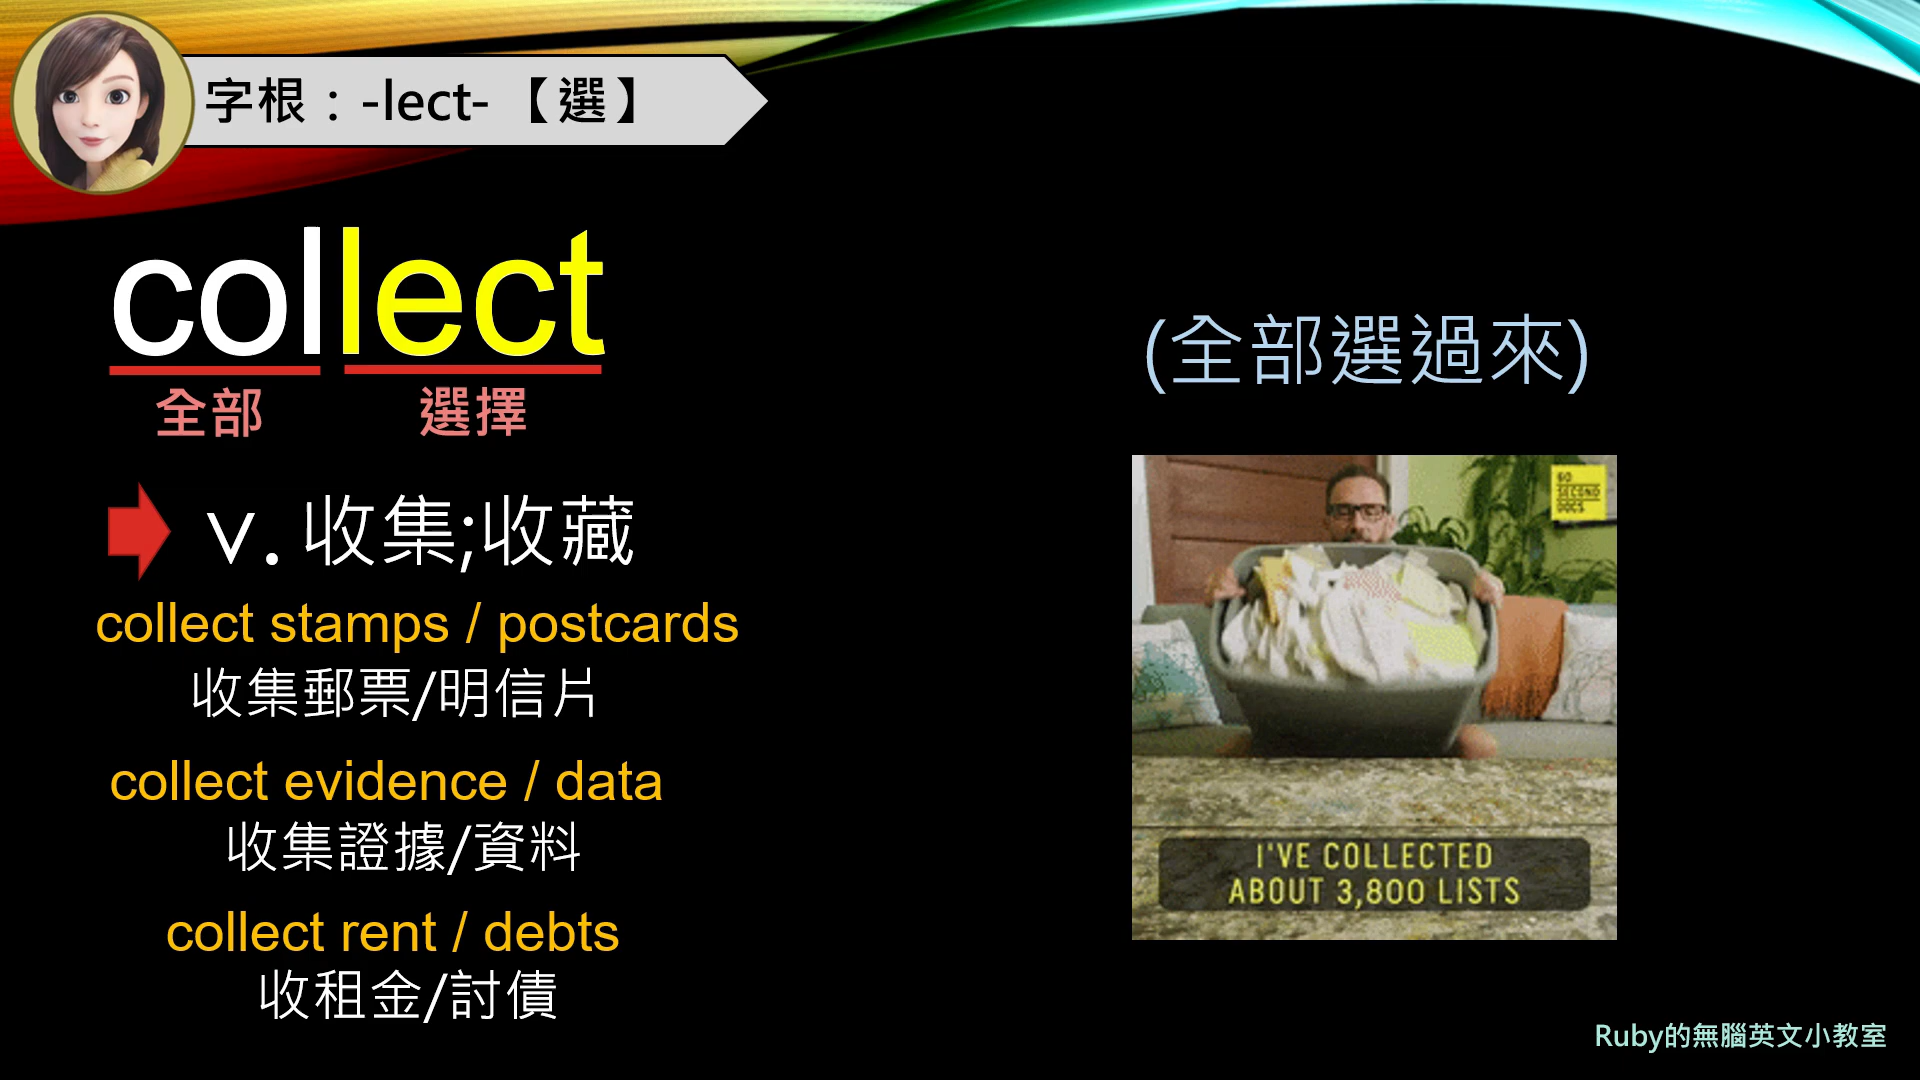 字根：-lect-【選】
collect
全部 選擇
(全部選過來)
v. 收集;收藏
collect stamps / postcards
收集郵票/明信片
collect evidence / data
收集證據/資料
collect rent / debts
收租金/討債
60
SECOND
DOCS
I'VE COLLECTED
ABOUT 3,800 LISTS
Ruby的無腦英文小教室